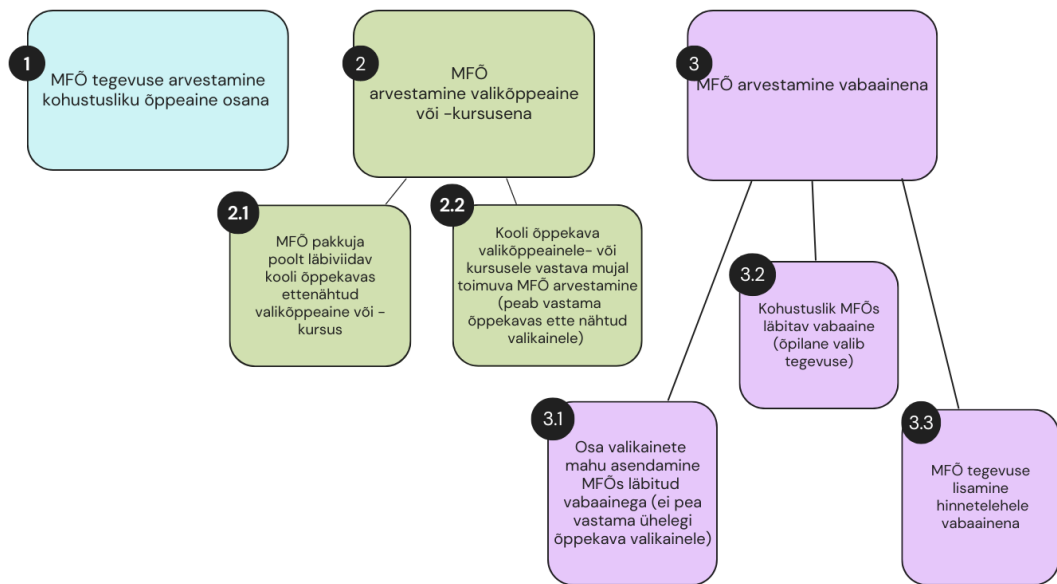 1
MFÕ tegevuse arvestamine
kohustusliku õppeaine osana
2
MFÕ
arvestamine valikõppeaine
või -kursusena
3
MFÕ arvestamine vabaainena
2.1
MFÕ pakkuja
poolt läbiviidav
kooli õppekavas
ettenähtud
valikõppeaine või -
kursus
2.2
Kooli õppekava
valikõppeainele- või
kursusele vastava mujal
toimuva MFÕ arvestamine
(peab vastama
õppekavas ette nähtud
valikainele)
3.2
Kohustuslik MFÕs
läbitav vabaaine
(õpilane valib
tegevuse)
3.1
Osa valikainete
mahu asendamine
MFÕs läbitud
vabaainega (ei pea
vastama ühelegi
õppekava valikainele)
3.3
MFÕ tegevuse
lisamine
hinnetelehele
vabaainena